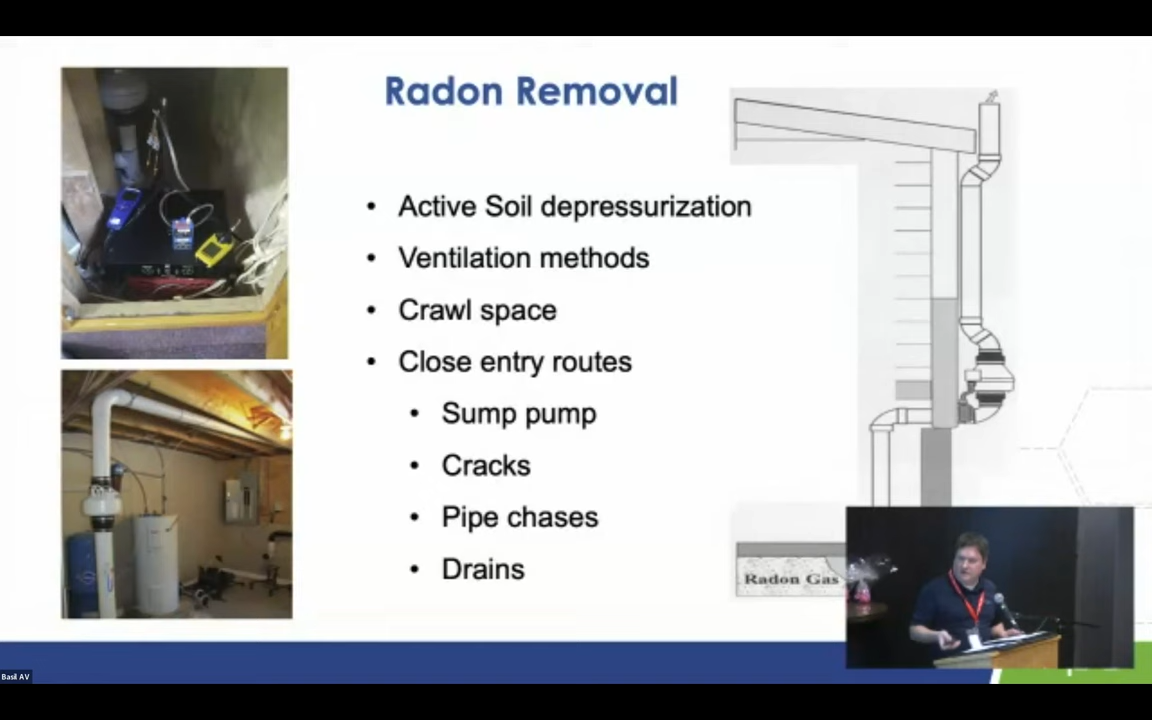 Radon Removal
• Active Soil depressurization
• Ventilation methods
• Crawl space
• Close entry routes
• Sump pump
• Cracks
• Pipe chases
• Drains
Radon Gas
Basil AV